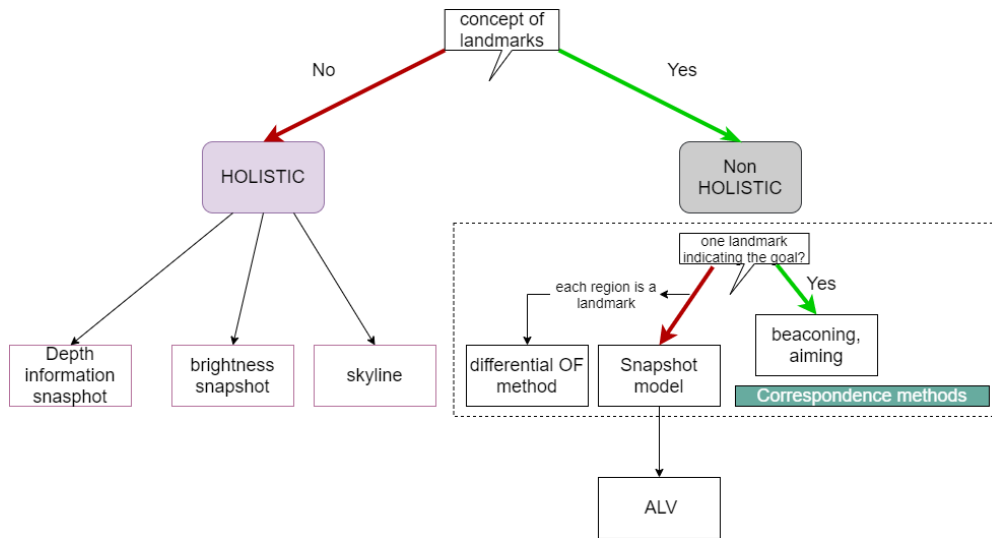 concept of
landmarks
No
Yes
HOLISTIC
Non
HOLISTIC
one landmark
indicating the goal?
each region is a
landmark
Yes
Depth
information
snasphot
brightness
snapshot
skyline
differential OF
method
Snapshot
model
beaconing,
aiming
Correspondence methods
ALV